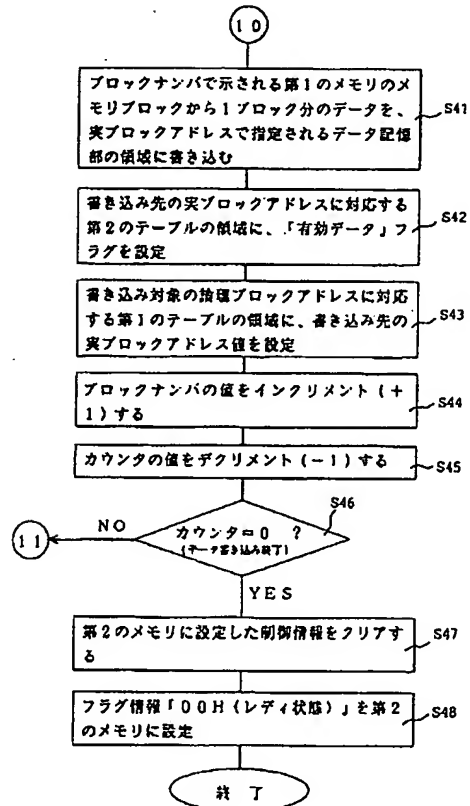 10
ブロックナンバで示される第1のメモリのメ
モリブロックから1ブロック分のデータを、
実ブロックアドレスで指定されるデータ記憶
部の領域に書き込む
S41
書き込み先の実ブロックアドレスに対応する
第2のテーブルの領域に、「有効データ」フ
ラグを設定
S42
書き込み対象の論理ブロックアドレスに対応
する第1のテーブルの領域に、書き込み先の
実ブロックアドレス値を設定
S43
ブロックナンバの値をインクリメント(+
1)する
S44
カウンタの値をデクリメント(-1)する
S45
S46
カウンタ=0 ?
(データ書き込み終了)
NO
11
YES
第2のメモリに設定した制御情報をクリアす
る
S47
フラグ情報「00H(レディ状態)」を第2
のメモリに設定
S48
終了